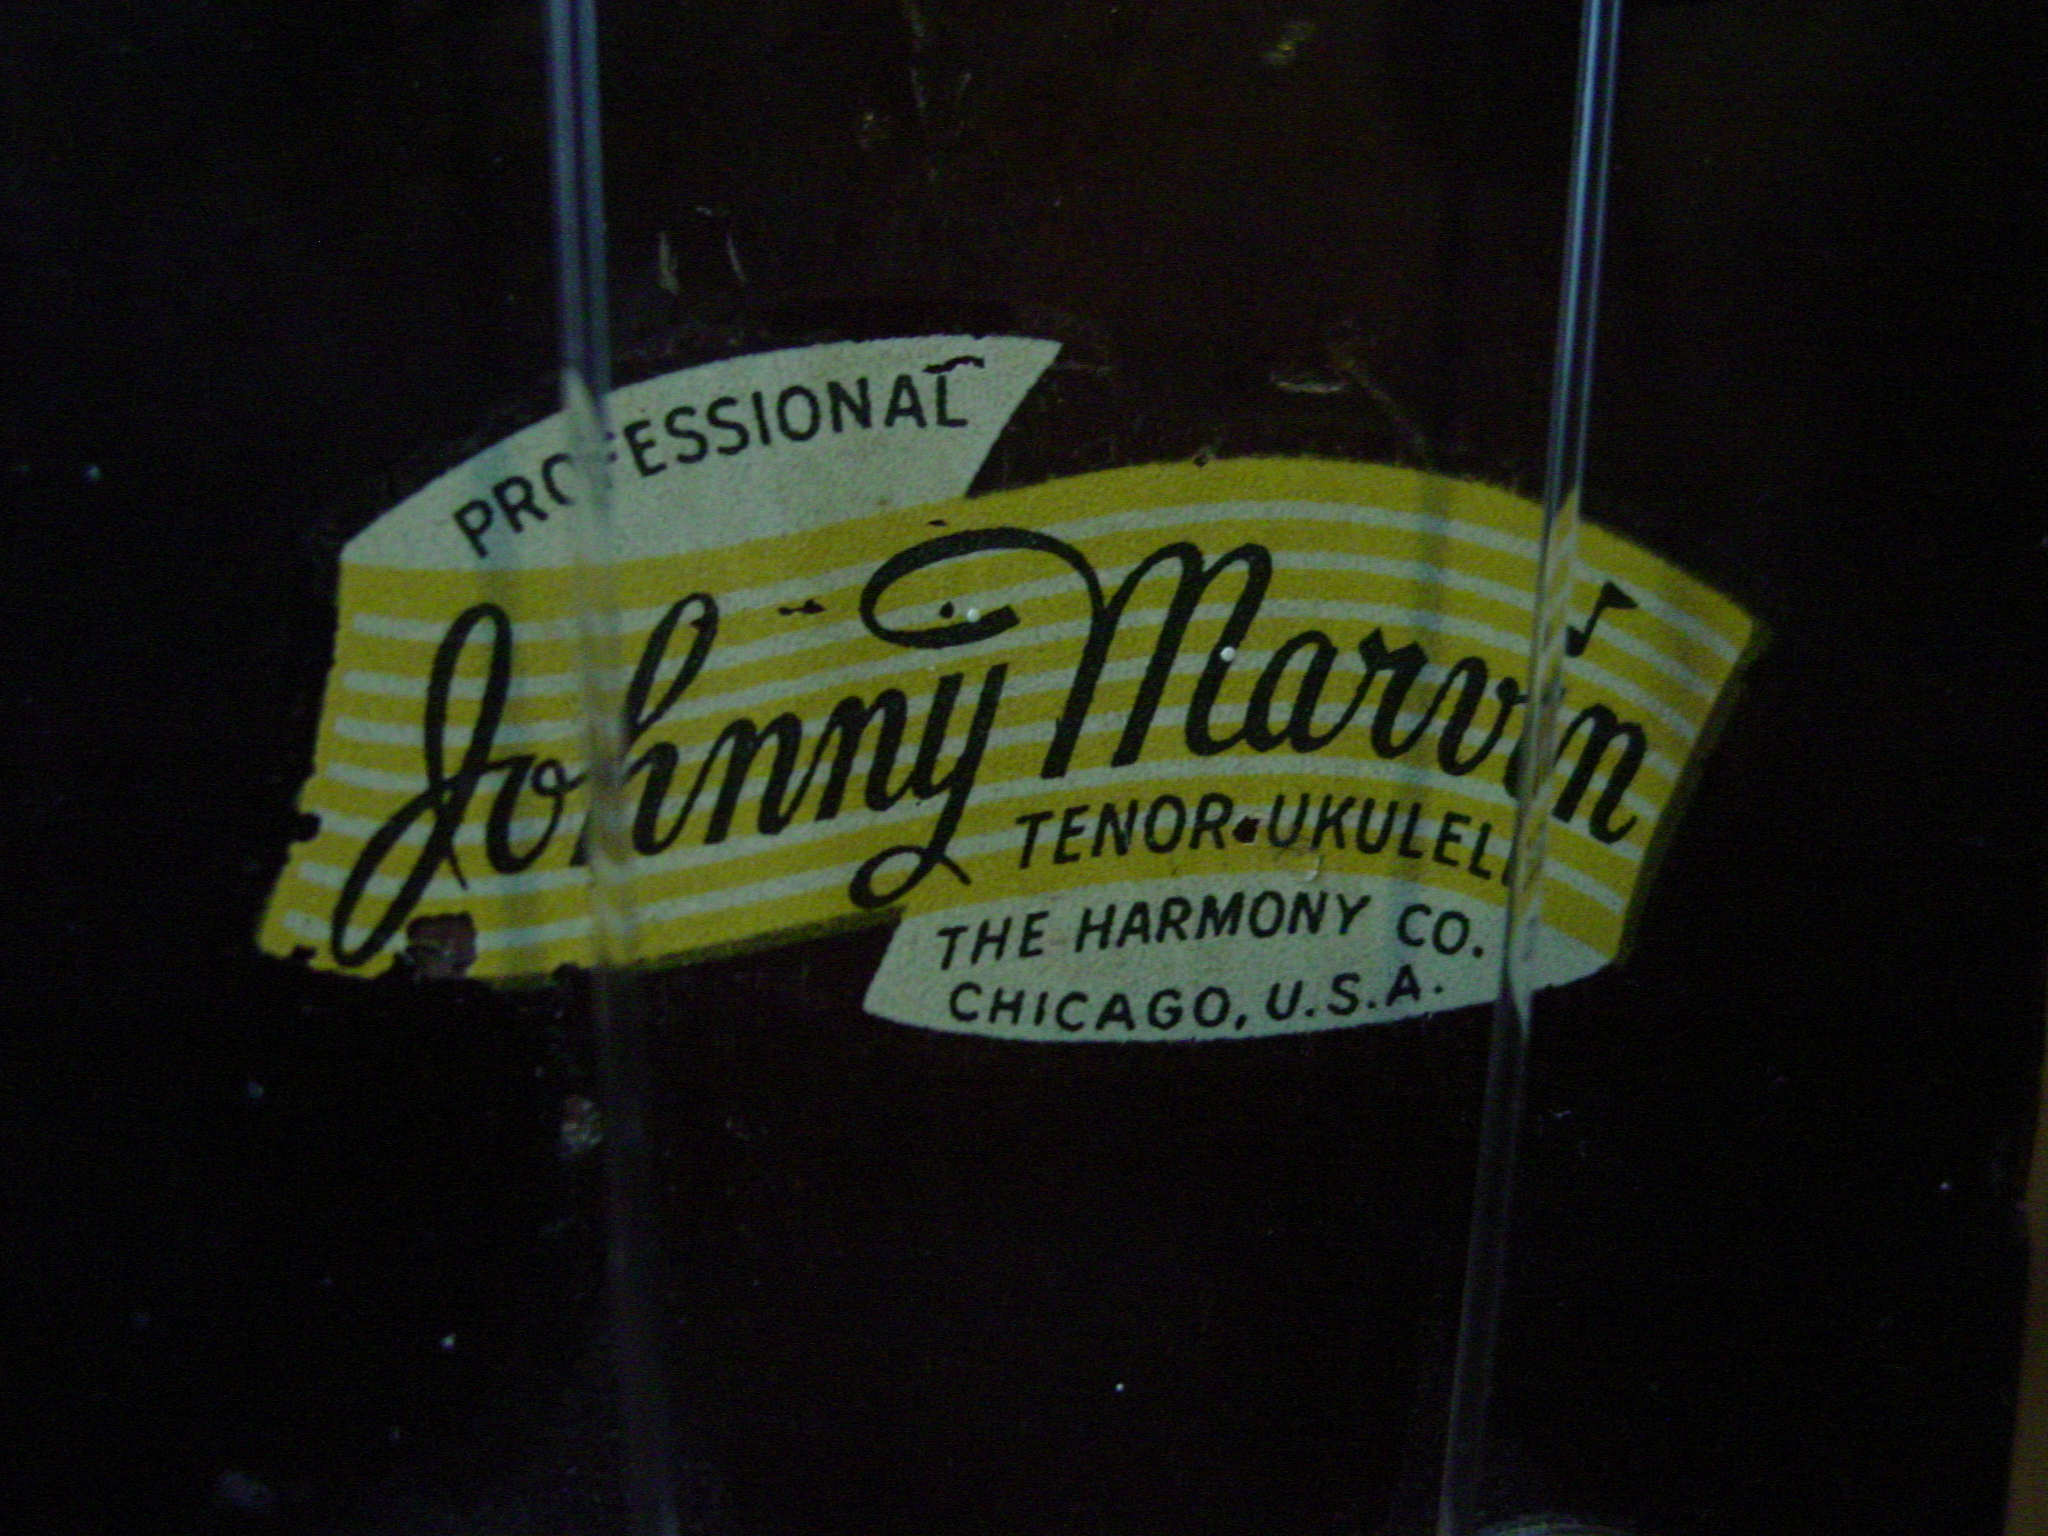 PROFESSIONAL
Johnny Marvin
TENOR•UKULELE
THE HARMONY CO.
CHICAGO, U.S.A.